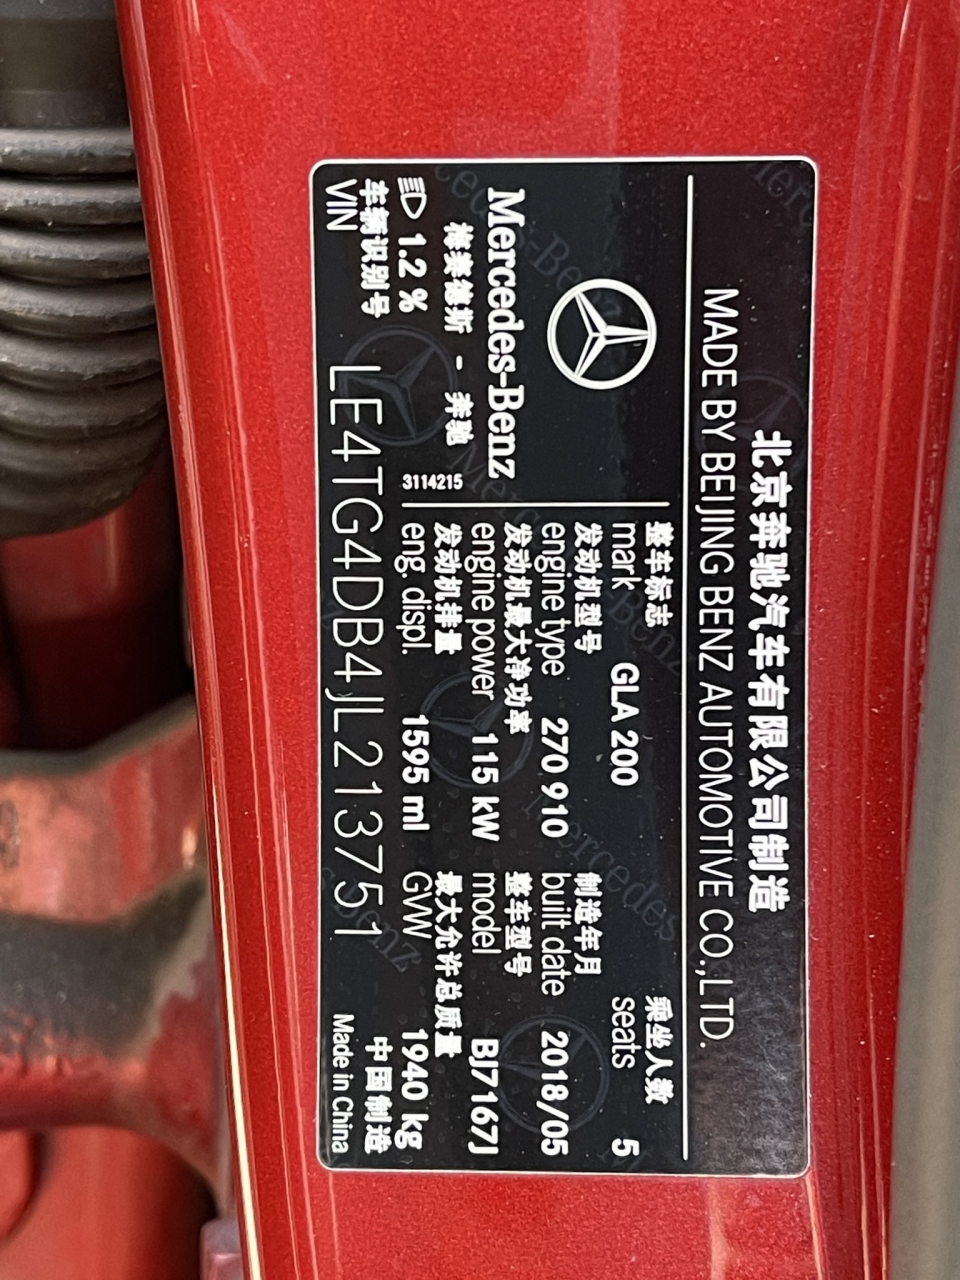 北京奔驰汽车有限公司制造
MADE BY BEIJING BENZ AUTOMOTIVE CO.,LTD.
Mercedes-Benz
梅赛德斯 - 奔驰
1.2 %
3114215
整车标志 乘坐人数
mark GLA 200 seats 5
发动机型号 制造年月
engine type 270 910 built date 2018/05
发动机最大净功率 整车型号
engine power 115 kW model BJ7167J
发动机排量 最大允许总质量
eng. displ. 1595 ml GVW 1940 kg
车辆识别号 中国制造
VIN LE4TG4DB4JL213751 Made in China